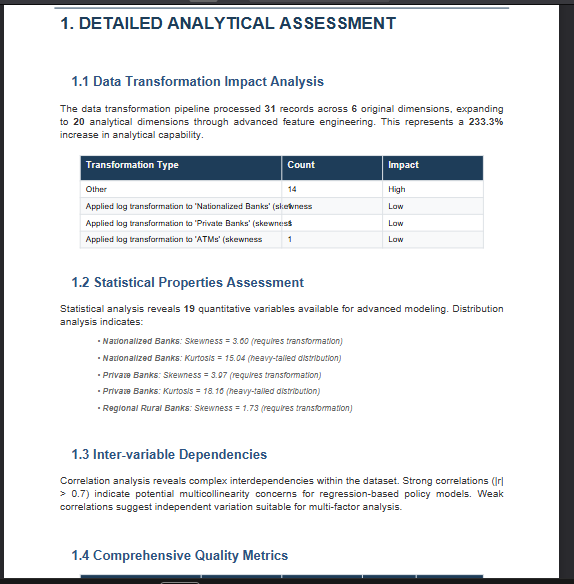 1. DETAILED ANALYTICAL ASSESSMENT
1.1 Data Transformation Impact Analysis
The data transformation pipeline processed 31 records across 6 original dimensions, expanding
to 20 analytical dimensions through advanced feature engineering. This represents a 233.3%
increase in analytical capability.
Transformation Type Count Impact
Other 14 High
Applied log transformation to 'Nationalized Banks' (skewness 1 Low
Applied log transformation to 'Private Banks' (skewness 1 Low
Applied log transformation to 'ATMs' (skewness 1 Low
1.2 Statistical Properties Assessment
Statistical analysis reveals 19 quantitative variables available for advanced modeling. Distribution
analysis indicates:
• Nationalized Banks: Skewness = 3.60 (requires transformation)
• Nationalized Banks: Kurtosis = 15.04 (heavy-tailed distribution)
• Private Banks: Skewness = 3.97 (requires transformation)
• Private Banks: Kurtosis = 18.16 (heavy-tailed distribution)
• Regional Rural Banks: Skewness = 1.73 (requires transformation)
1.3 Inter-variable Dependencies
Correlation analysis reveals complex interdependencies within the dataset. Strong correlations (|r|
> 0.7) indicate potential multicollinearity concerns for regression-based policy models. Weak
correlations suggest independent variation suitable for multi-factor analysis.
1.4 Comprehensive Quality Metrics